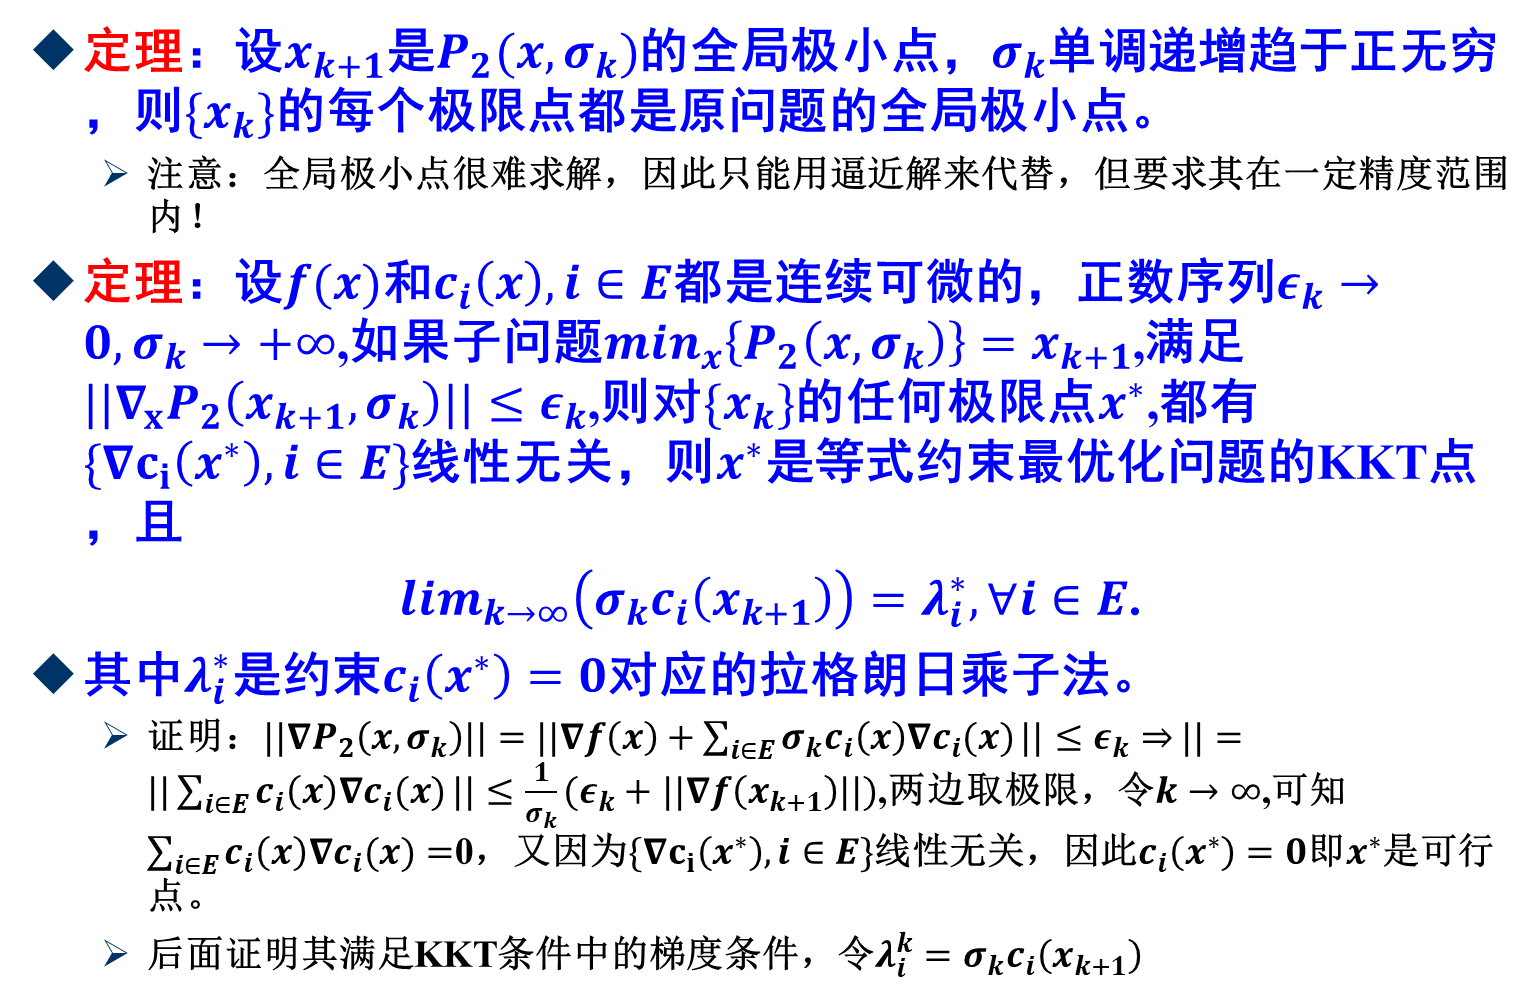 定理：设x_{k+1}是P_2(x, σ_k)的全局极小点，σ_k单调递增趋于正无穷
，则{x_k}的每个极限点都是原问题的全局极小点。
注意：全局极小点很难求解，因此只能用逼近解来代替，但要求其在一定精度范围
内！
定理：设f(x)和c_i(x), i ∈ E都是连续可微的，正数序列ϵ_k →
0, σ_k → +∞,如果子问题min_x{P_2(x, σ_k)} = x_{k+1},满足
||∇_x P_2(x_{k+1}, σ_k)|| ≤ ϵ_k,则对{x_k}的任何极限点x^*,都有
{∇c_i(x^*), i ∈ E}线性无关，则x^*是等式约束最优化问题的KKT点
，且
lim_{k→∞}(σ_k c_i(x_{k+1})) = λ_i^*, ∀i ∈ E.
其中λ_i^*是约束c_i(x^*) = 0对应的拉格朗日乘子法。
证明：||∇P_2(x, σ_k)|| = ||∇f(x) + ∑_{i∈E} σ_k c_i(x)∇c_i(x) || ≤ ϵ_k ⇒ || =
|| ∑_{i∈E} c_i(x)∇c_i(x) || ≤ \frac{1}{σ_k} (ϵ_k + ||∇f(x_{k+1})||),两边取极限，令k → ∞,可知
∑_{i∈E} c_i(x)∇c_i(x) =0，又因为{∇c_i(x^*), i ∈ E}线性无关，因此c_i(x^*) = 0即x^*是可行
点。
后面证明其满足KKT条件中的梯度条件，令λ_i^k = σ_k c_i(x_{k+1})